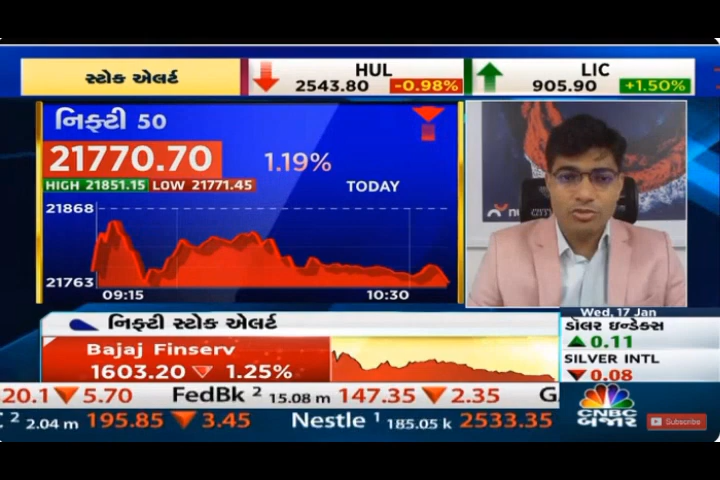 સ્ટોક એલર્ટ
HUL
2543.80 -0.98%
LIC
905.90 +1.50%
નિફ્ટી 50
21770.70 1.19%
HIGH 21851.15 LOW 21771.45
TODAY
21868
21763
09:15 10:30
Wed, 17 Jan
નિફ્ટી સ્ટોક એલર્ટ
Bajaj Finserv
1603.20 1.25%
ડૉલર ઇન્ડેક્સ
0.11
SILVER INTL
0.08
20.1 5.70 FedBk 2 15.08 m 147.35 2.35 G
2 2.04 m 195.85 3.45 Nestle 1 185.05 k 2533.35
CNBC
બજાર
Subscribe